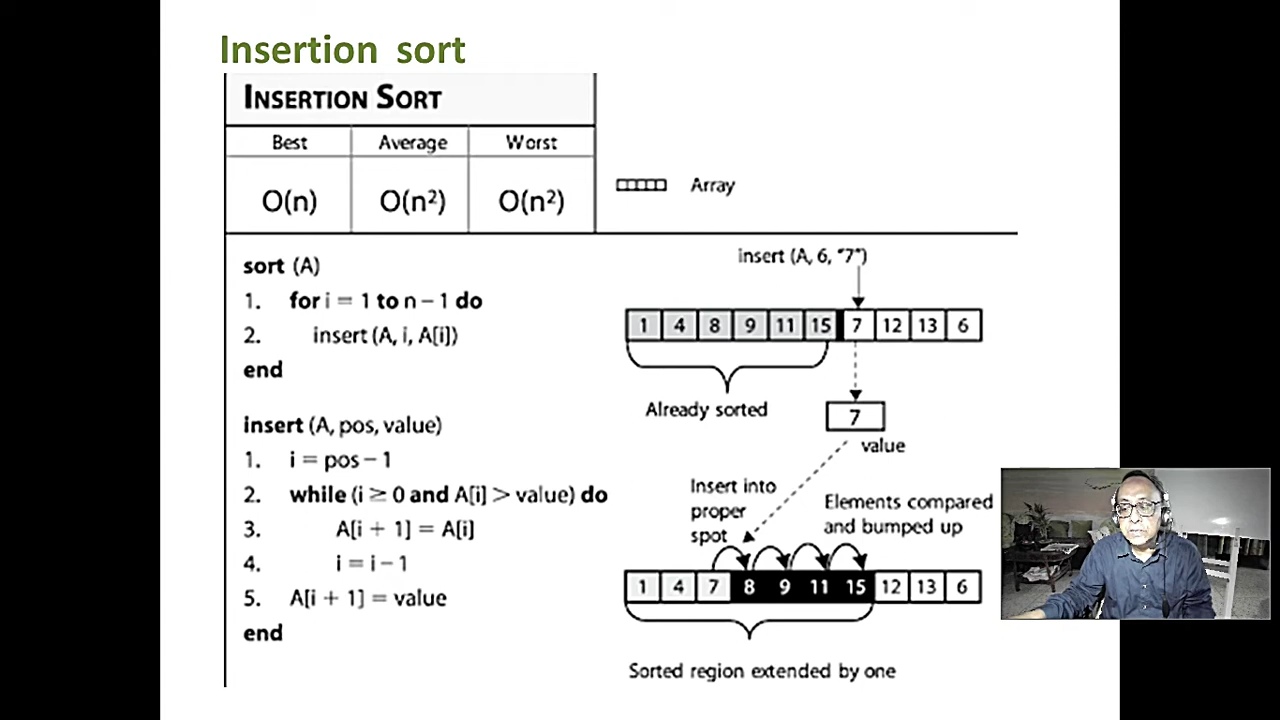 Insertion sort
INSERTION SORT
Best Average Worst
O(n) O(n²) O(n²)
Array
sort (A)
1. for i = 1 to n – 1 do
2. insert (A, i, A[i])
end
insert (A, pos, value)
1. i = pos – 1
2. while (i ≥ 0 and A[i] > value) do
3. A[i + 1] = A[i]
4. i = i – 1
5. A[i + 1] = value
end
insert (A, 6, "7")
1 4 8 9 11 15 7 12 13 6
Already sorted
7
value
Insert into
proper
spot
Elements compared
and bumped up
1 4 7 8 9 11 15 12 13 6
Sorted region extended by one